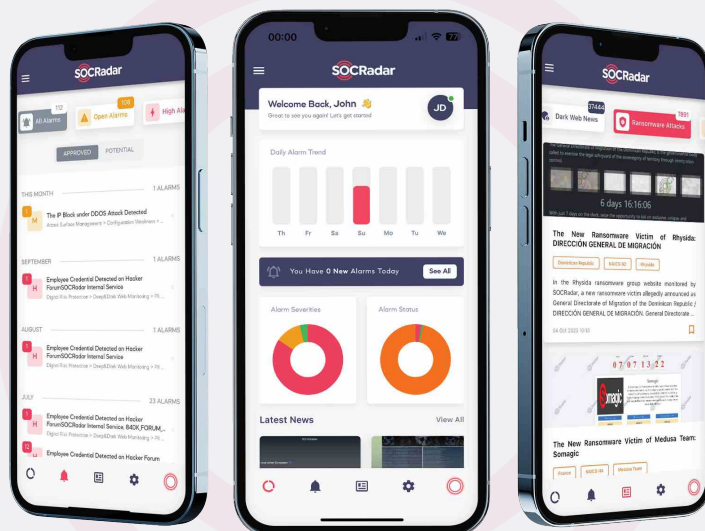 SOCRadar
112
All Alarms
108
Open Alarms
High Ala
APPROVED
POTENTIAL
THIS MONTH
1 ALARMS
M
The IP Block under DDOS Attack Detected
SEPTEMBER
1 ALARMS
H
Employee Credential Detected on Hacker
ForumSOCRadar Internal Service
AUGUST
1 ALARMS
H
Employee Credential Detected on Hacker
ForumSOCRadar Internal Service
JULY
23 ALARMS
H
Employee Credential Detected on Hacker
ForumSOCRadar Internal Service, 840K_FORUM_...
H
Employee Credential Detected on Hacker Forum
00:00
77
SOCRadar
Welcome Back, John 👋
Great to see you again! Let's get started
JD
Daily Alarm Trend
Th Fr Sa Su Mo Tu We
You Have 0 New Alarms Today
See All
Alarm Severities
Alarm Status
Latest News
View All
SOCRadar
37444
Dark Web News
7891
Ransomware Attacks
6 days 16:16:06
The New Ransomware Victim of Rhysida:
DIRECCIÓN GENERAL DE MIGRACIÓN
Dominican Republic
NAICS 92
Rhysida
In the Rhysida ransomware group website monitored by
SOCRadar, a new ransomware victim allegedly announced as
General Directorate of Migration of the Dominican Republic /
DIRECCIÓN GENERAL DE MIGRACIÓN. General Directorate ...
07 07 13 22
Somagic
The New Ransomware Victim of Medusa Team:
Somagic
France
Medusa Team